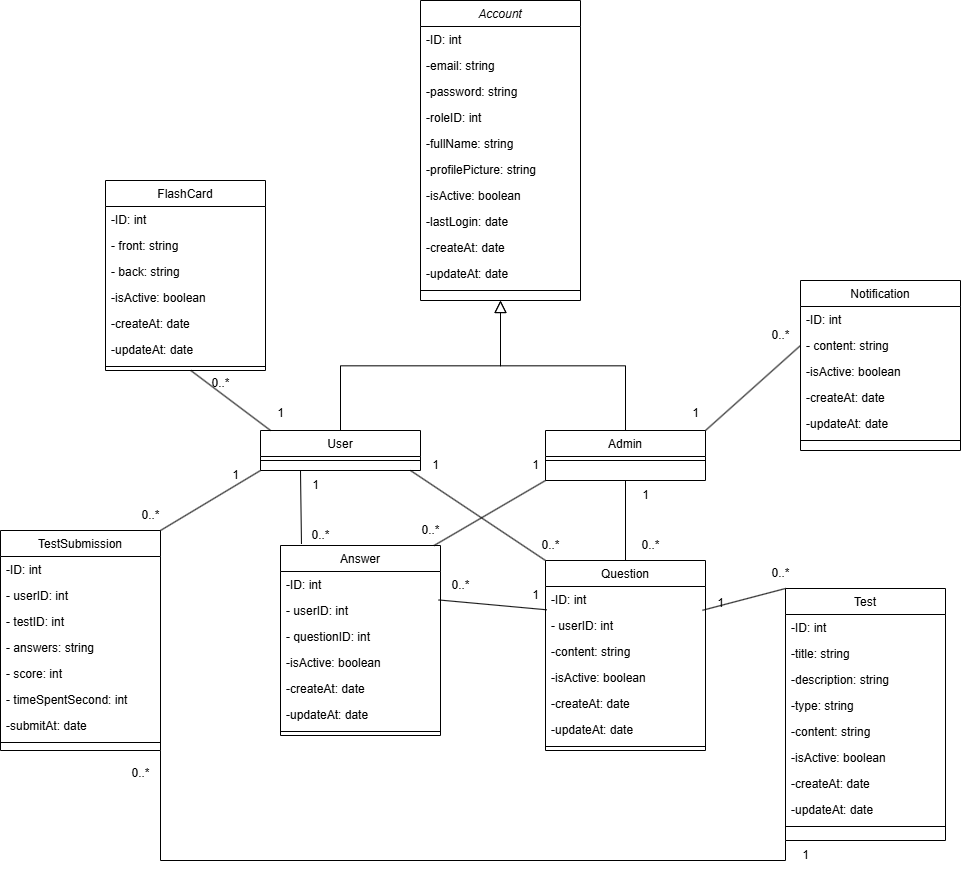 Account
-ID: int
-email: string
-password: string
-roleID: int
-fullName: string
-profilePicture: string
-isActive: boolean
-lastLogin: date
-createAt: date
-updateAt: date
FlashCard
-ID: int
- front: string
- back: string
-isActive: boolean
-createAt: date
-updateAt: date
Notification
-ID: int
- content: string
-isActive: boolean
-createAt: date
-updateAt: date
0..*
0..*
1
1
User
Admin
1
1
1
1
1
0..*
0..*
0..*
0..*
0..*
TestSubmission
-ID: int
- userID: int
- testID: int
- answers: string
- score: int
- timeSpentSecond: int
-submitAt: date
Answer
-ID: int
- userID: int
- questionID: int
-isActive: boolean
-createAt: date
-updateAt: date
0..*
1
Question
-ID: int
- userID: int
-content: string
-isActive: boolean
-createAt: date
-updateAt: date
0..*
1
Test
-ID: int
-title: string
-description: string
-type: string
-content: string
-isActive: boolean
-createAt: date
-updateAt: date
0..*
1